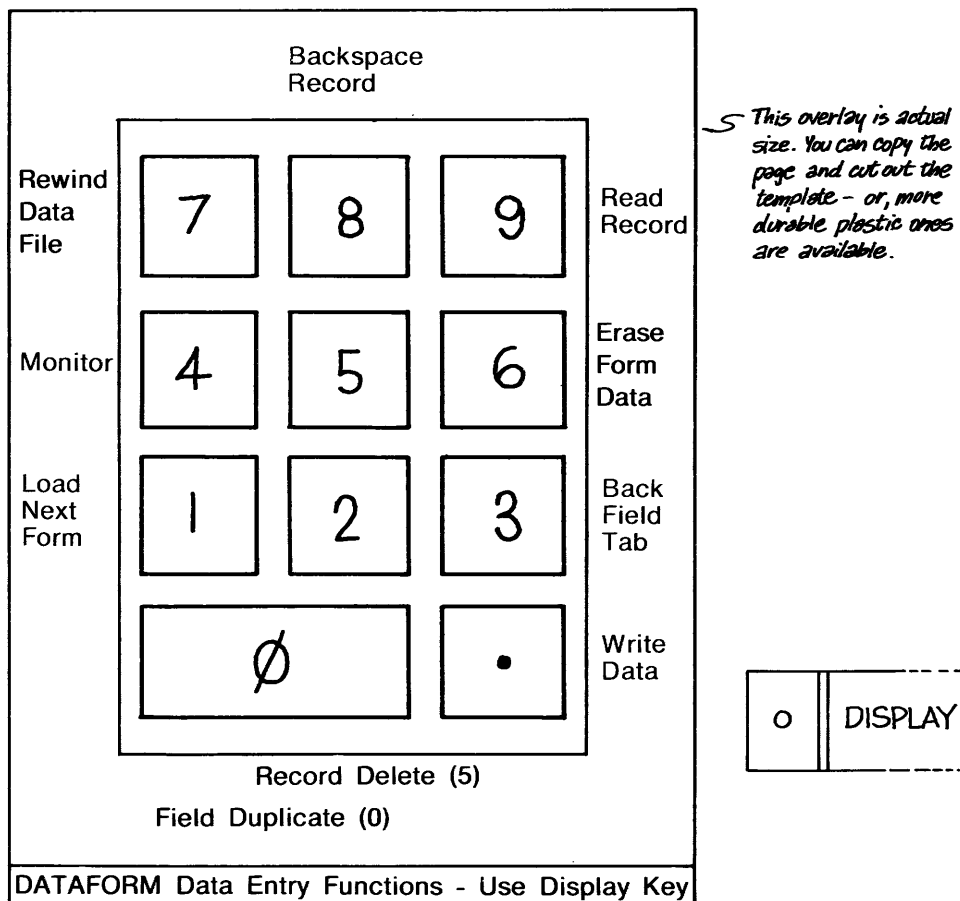 Backspace
Record
Rewind
Data
File
7
8
9
Read
Record
This overlay is actual
size. You can copy the
page and cut out the
template - or, more
durable plastic ones
are available.
Monitor
4
5
6
Erase
Form
Data
Load
Next
Form
1
2
3
Back
Field
Tab
Ø
.
Write
Data
O DISPLAY
Record Delete (5)
Field Duplicate (0)
DATAFORM Data Entry Functions - Use Display Key